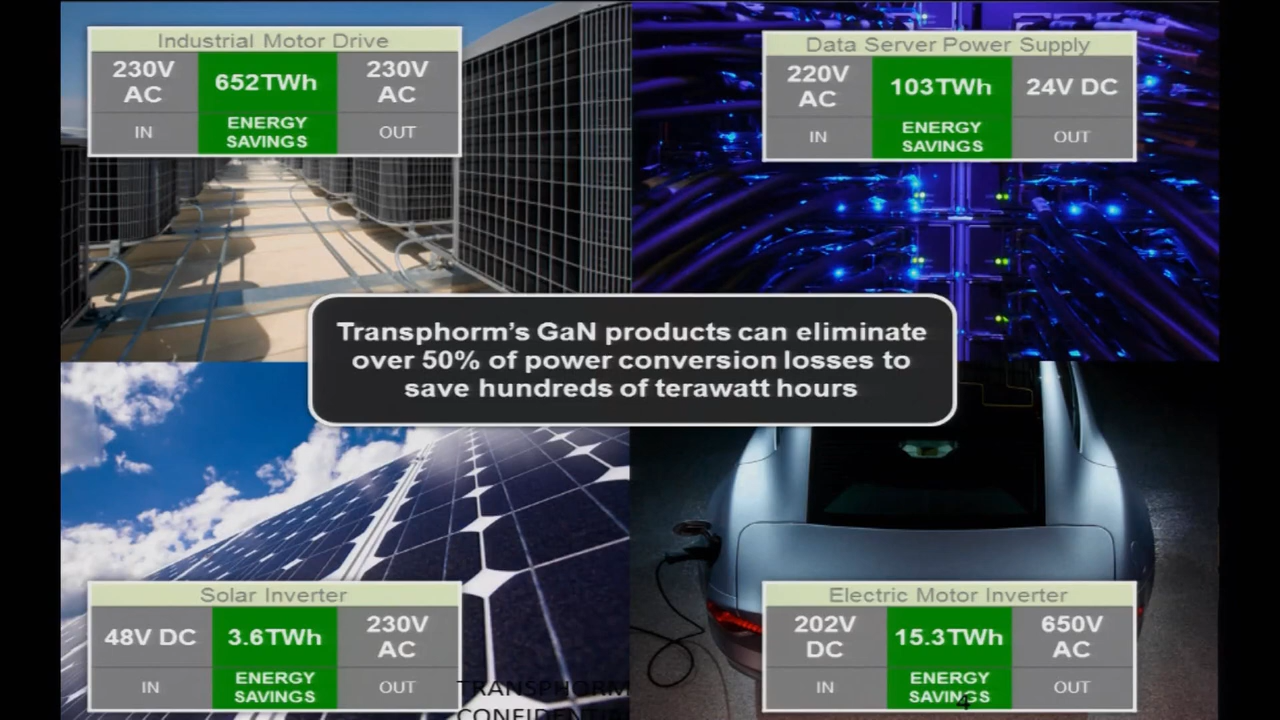 Industrial Motor Drive
230V
AC
652TWh
230V
AC
IN
ENERGY
SAVINGS
OUT
Data Server Power Supply
220V
AC
103TWh
24V DC
IN
ENERGY
SAVINGS
OUT
Transphorm's GaN products can eliminate
over 50% of power conversion losses to
save hundreds of terawatt hours
Solar Inverter
48V DC
3.6TWh
230V
AC
IN
ENERGY
SAVINGS
OUT
Electric Motor Inverter
202V
DC
15.3TWh
650V
AC
IN
ENERGY
SAVINGS
OUT
TRANSPHORM
4